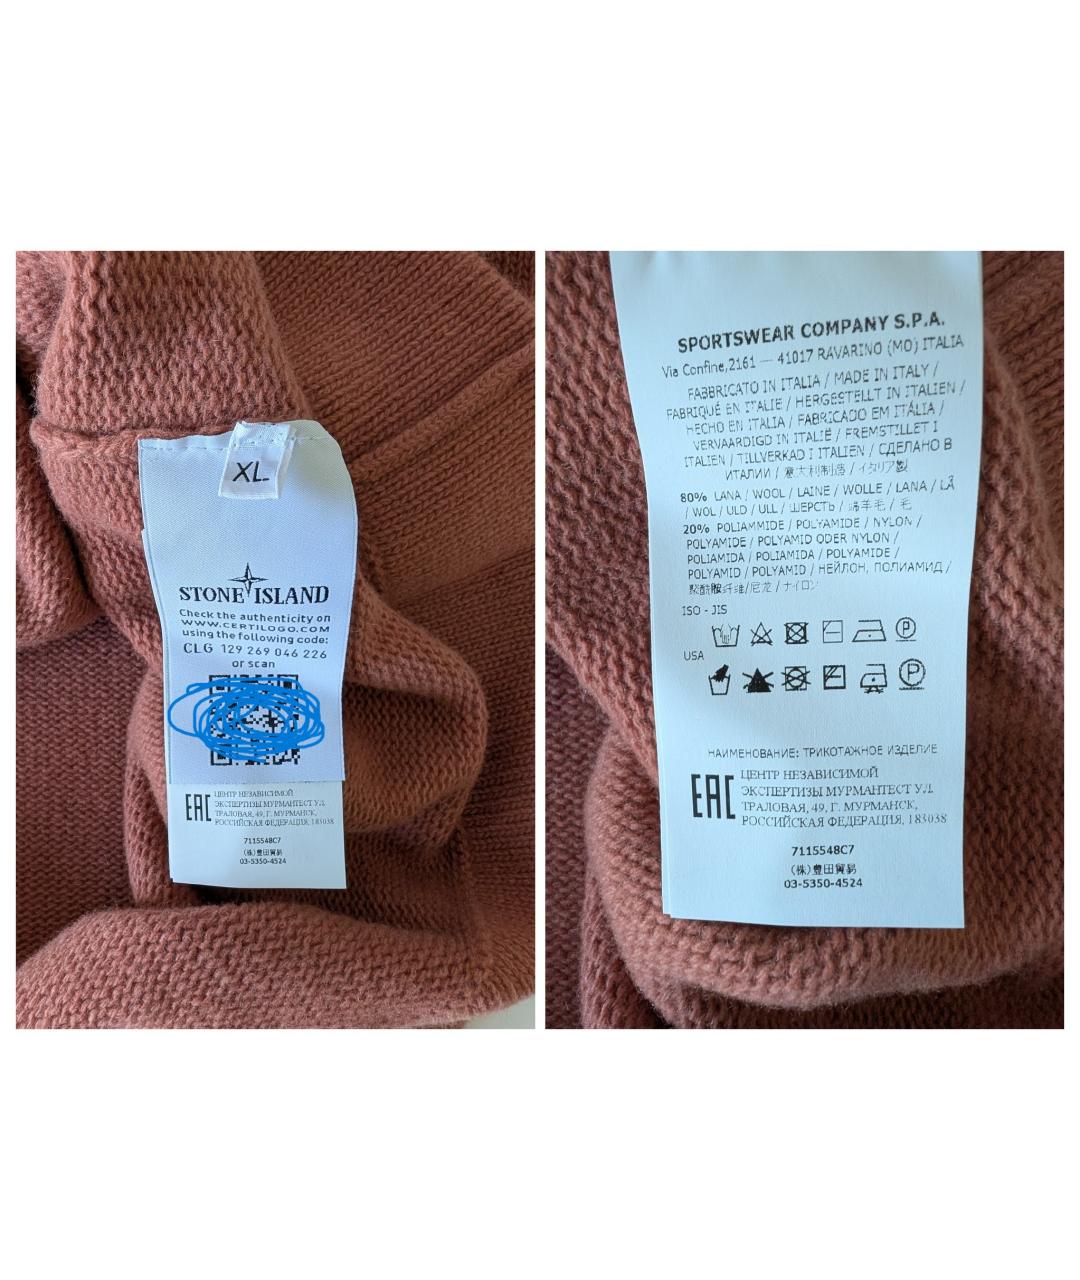 XL
STONE ISLAND
Check the authenticity on
WWW.CERTILOGO.COM
using the following code:
CLG 129 269 046 226
or scan
EAC
ЦЕНТР НЕЗАВИСИМОЙ
ЭКСПЕРТИЗЫ МУРМАНТЕСТ УЛ.
ТРАЛОВАЯ, 49, Г. МУРМАНСК,
РОССИЙСКАЯ ФЕДЕРАЦИЯ, 183038
7115548C7
(株)豊田貿易
03-5350-4524
SPORTSWEAR COMPANY S.P.A.
Via Confine,2161 — 41017 RAVARINO (MO) ITALIA
FABBRICATO IN ITALIA / MADE IN ITALY /
FABRIQUÉ EN ITALIE / HERGESTELLT IN ITALIEN /
HECHO EN ITALIA / FABRICADO EM ITÁLIA /
VERVAARDIGD IN ITALIË / FREMSTILLET I
ITALIEN / TILLVERKAD I ITALIEN / СДЕЛАНО В
ИТАЛИИ / 意大利制造 / イタリア製
80% LANA / WOOL / LAINE / WOLLE / LANA / LÃ
/ WOL / ULD / ULL / ШЕРСТЬ / 绵羊毛 / 毛
20% POLIAMMIDE / POLYAMIDE / NYLON /
POLYAMIDE / POLYAMID ODER NYLON /
POLIAMIDA / POLIAMIDA / POLYAMIDE /
POLYAMID / POLYAMID / НЕЙЛОН, ПОЛИАМИД /
聚酰胺纤维/尼龙 / ナイロン
ISO - JIS
USA
P
P
НАИМЕНОВАНИЕ: ТРИКОТАЖНОЕ ИЗДЕЛИЕ
EAC
ЦЕНТР НЕЗАВИСИМОЙ
ЭКСПЕРТИЗЫ МУРМАНТЕСТ УЛ.
ТРАЛОВАЯ, 49, Г. МУРМАНСК,
РОССИЙСКАЯ ФЕДЕРАЦИЯ, 183038
7115548C7
(株)豊田貿易
03-5350-4524